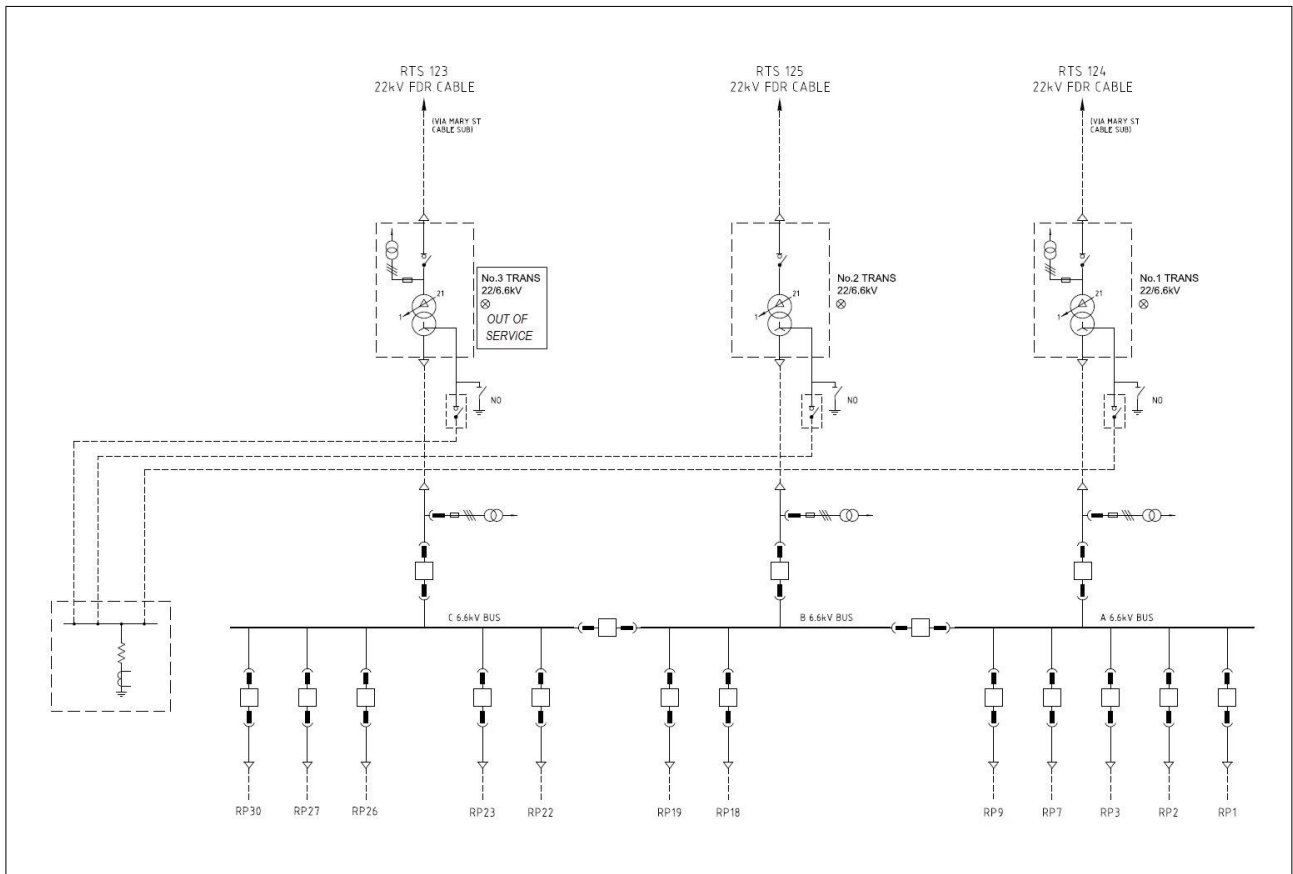 RTS 123
22kV FDR CABLE
RTS 125
22kV FDR CABLE
RTS 124
22kV FDR CABLE
(VIA MARY ST
CABLE SUB)
(VIA MARY ST
CABLE SUB)
No.3 TRANS
22/6.6kV
OUT OF
SERVICE
21
1
No.2 TRANS
22/6.6kV
21
1
No.1 TRANS
22/6.6kV
21
1
NO
NO
NO
C 6.6kV BUS
B 6.6kV BUS
A 6.6kV BUS
RP30
RP27
RP26
RP23
RP22
RP19
RP18
RP9
RP7
RP3
RP2
RP1